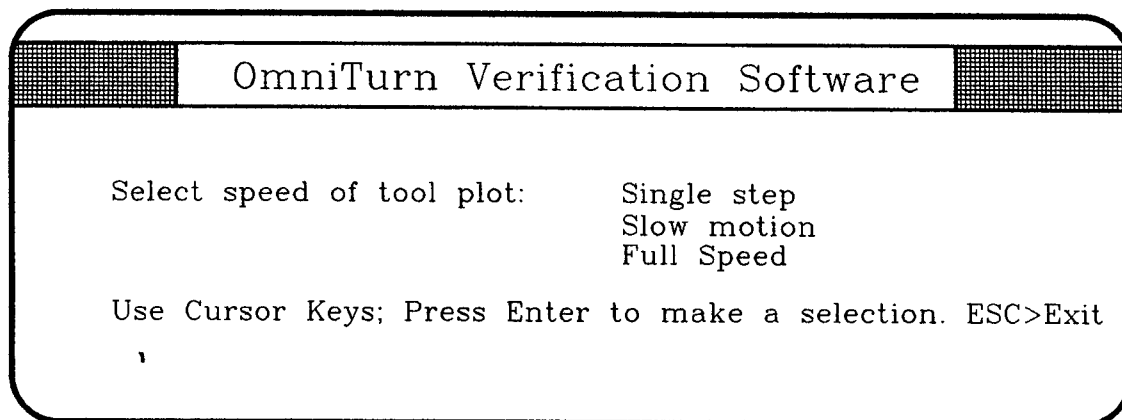 OmniTurn Verification Software
Select speed of tool plot: Single step
Slow motion
Full Speed
Use Cursor Keys; Press Enter to make a selection. ESC>Exit